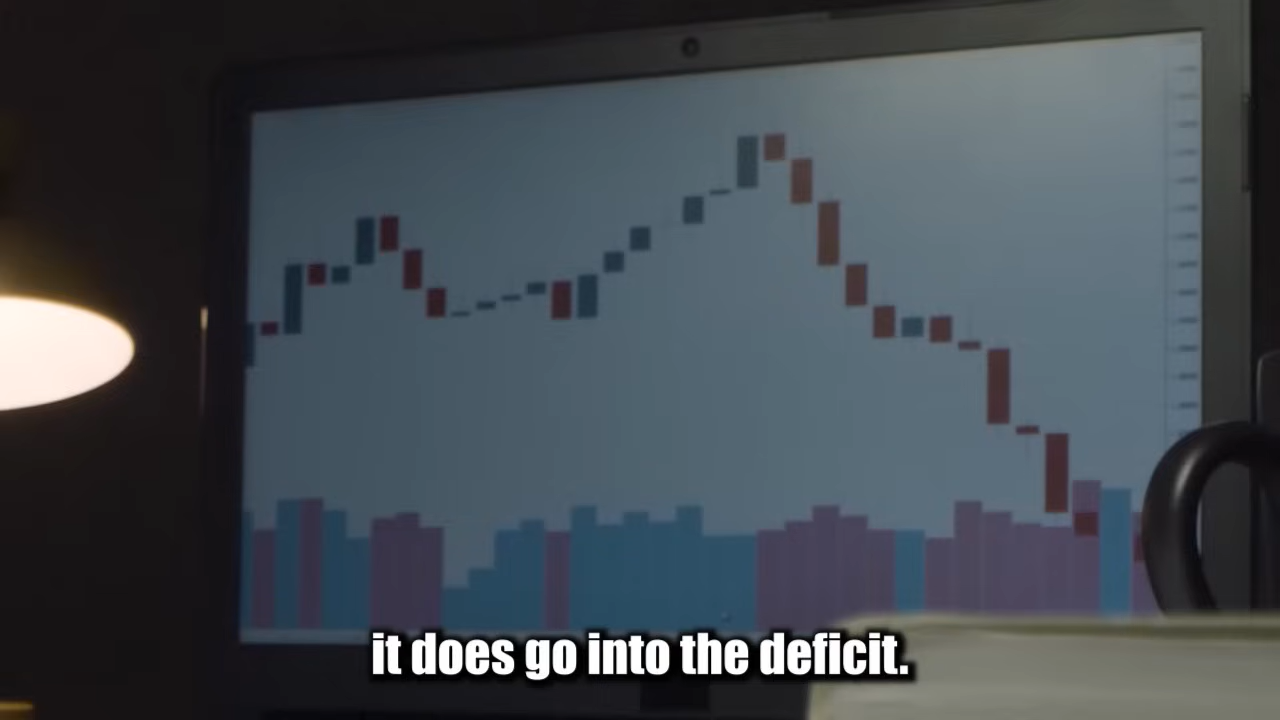 it does go into the deficit.